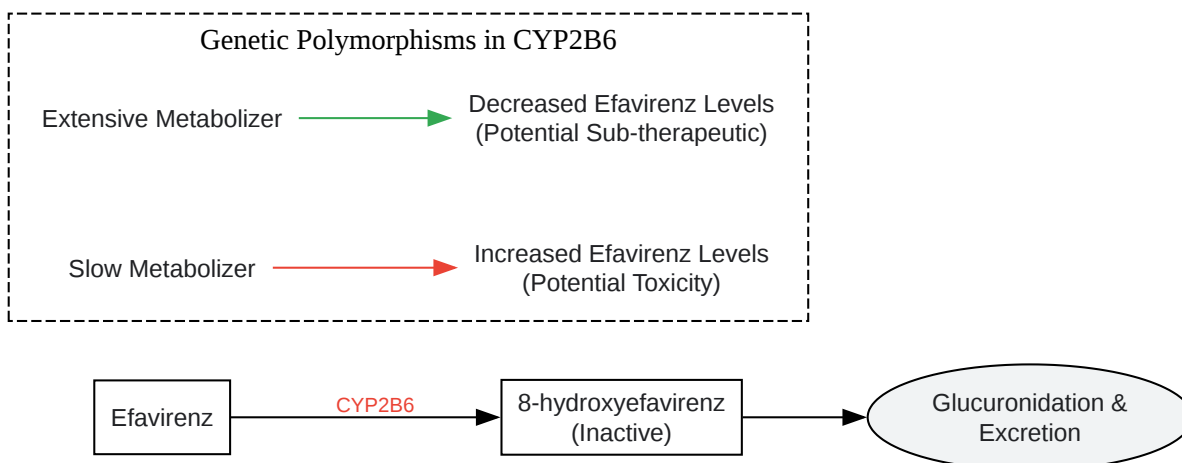 Genetic Polymorphisms in CYP2B6
Extensive Metabolizer
Decreased Efavirenz Levels
(Potential Sub-therapeutic)
Slow Metabolizer
Increased Efavirenz Levels
(Potential Toxicity)
Efavirenz
CYP2B6
8-hydroxyefavirenz
(Inactive)
Glucuronidation &
Excretion